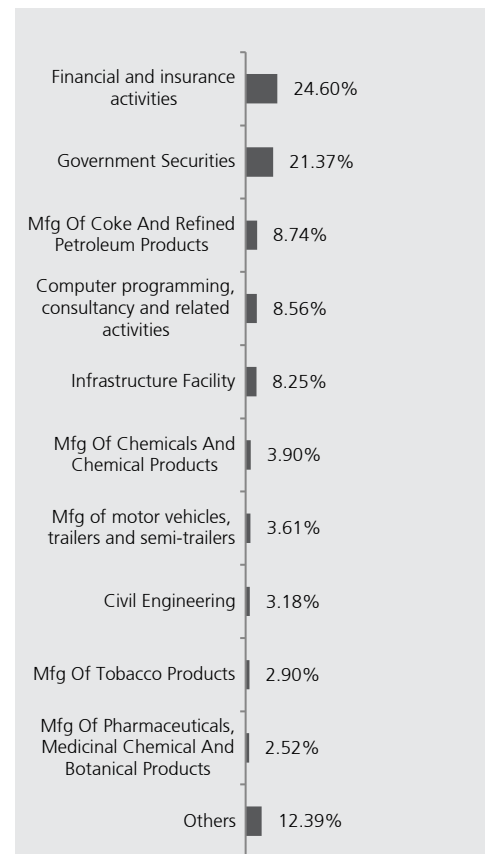 Financial and insurance
activities
24.60%
Government Securities
21.37%
Mfg Of Coke And Refined
Petroleum Products
8.74%
Computer programming,
consultancy and related
activities
8.56%
Infrastructure Facility
8.25%
Mfg Of Chemicals And
Chemical Products
3.90%
Mfg of motor vehicles,
trailers and semi-trailers
3.61%
Civil Engineering
3.18%
Mfg Of Tobacco Products
2.90%
Mfg Of Pharmaceuticals,
Medicinal Chemical And
Botanical Products
2.52%
Others
12.39%